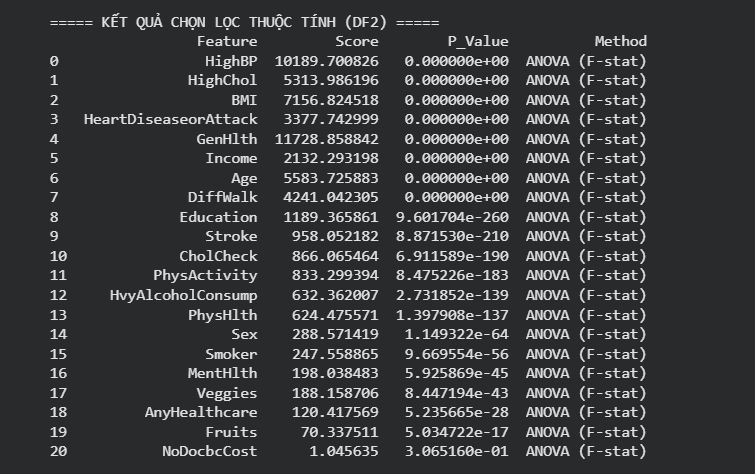 ===== KẾT QUẢ CHỌN LỌC THUỘC TÍNH (DF2) =====
Feature Score P_Value Method
0 HighBP 10189.700826 0.000000e+00 ANOVA (F-stat)
1 HighChol 5313.986196 0.000000e+00 ANOVA (F-stat)
2 BMI 7156.824518 0.000000e+00 ANOVA (F-stat)
3 HeartDiseaseorAttack 3377.742999 0.000000e+00 ANOVA (F-stat)
4 GenHlth 11728.858842 0.000000e+00 ANOVA (F-stat)
5 Income 2132.293198 0.000000e+00 ANOVA (F-stat)
6 Age 5583.725883 0.000000e+00 ANOVA (F-stat)
7 DiffWalk 4241.042305 0.000000e+00 ANOVA (F-stat)
8 Education 1189.365861 9.601704e-260 ANOVA (F-stat)
9 Stroke 958.052182 8.871530e-210 ANOVA (F-stat)
10 CholCheck 866.065464 6.911589e-190 ANOVA (F-stat)
11 PhysActivity 833.299394 8.475226e-183 ANOVA (F-stat)
12 HvyAlcoholConsump 632.362007 2.731852e-139 ANOVA (F-stat)
13 PhysHlth 624.475571 1.397908e-137 ANOVA (F-stat)
14 Sex 288.571419 1.149322e-64 ANOVA (F-stat)
15 Smoker 247.558865 9.669554e-56 ANOVA (F-stat)
16 MentHlth 198.038483 5.925869e-45 ANOVA (F-stat)
17 Veggies 188.158706 8.447194e-43 ANOVA (F-stat)
18 AnyHealthcare 120.417569 5.235665e-28 ANOVA (F-stat)
19 Fruits 70.337511 5.034722e-17 ANOVA (F-stat)
20 NoDocbcCost 1.045635 3.065160e-01 ANOVA (F-stat)